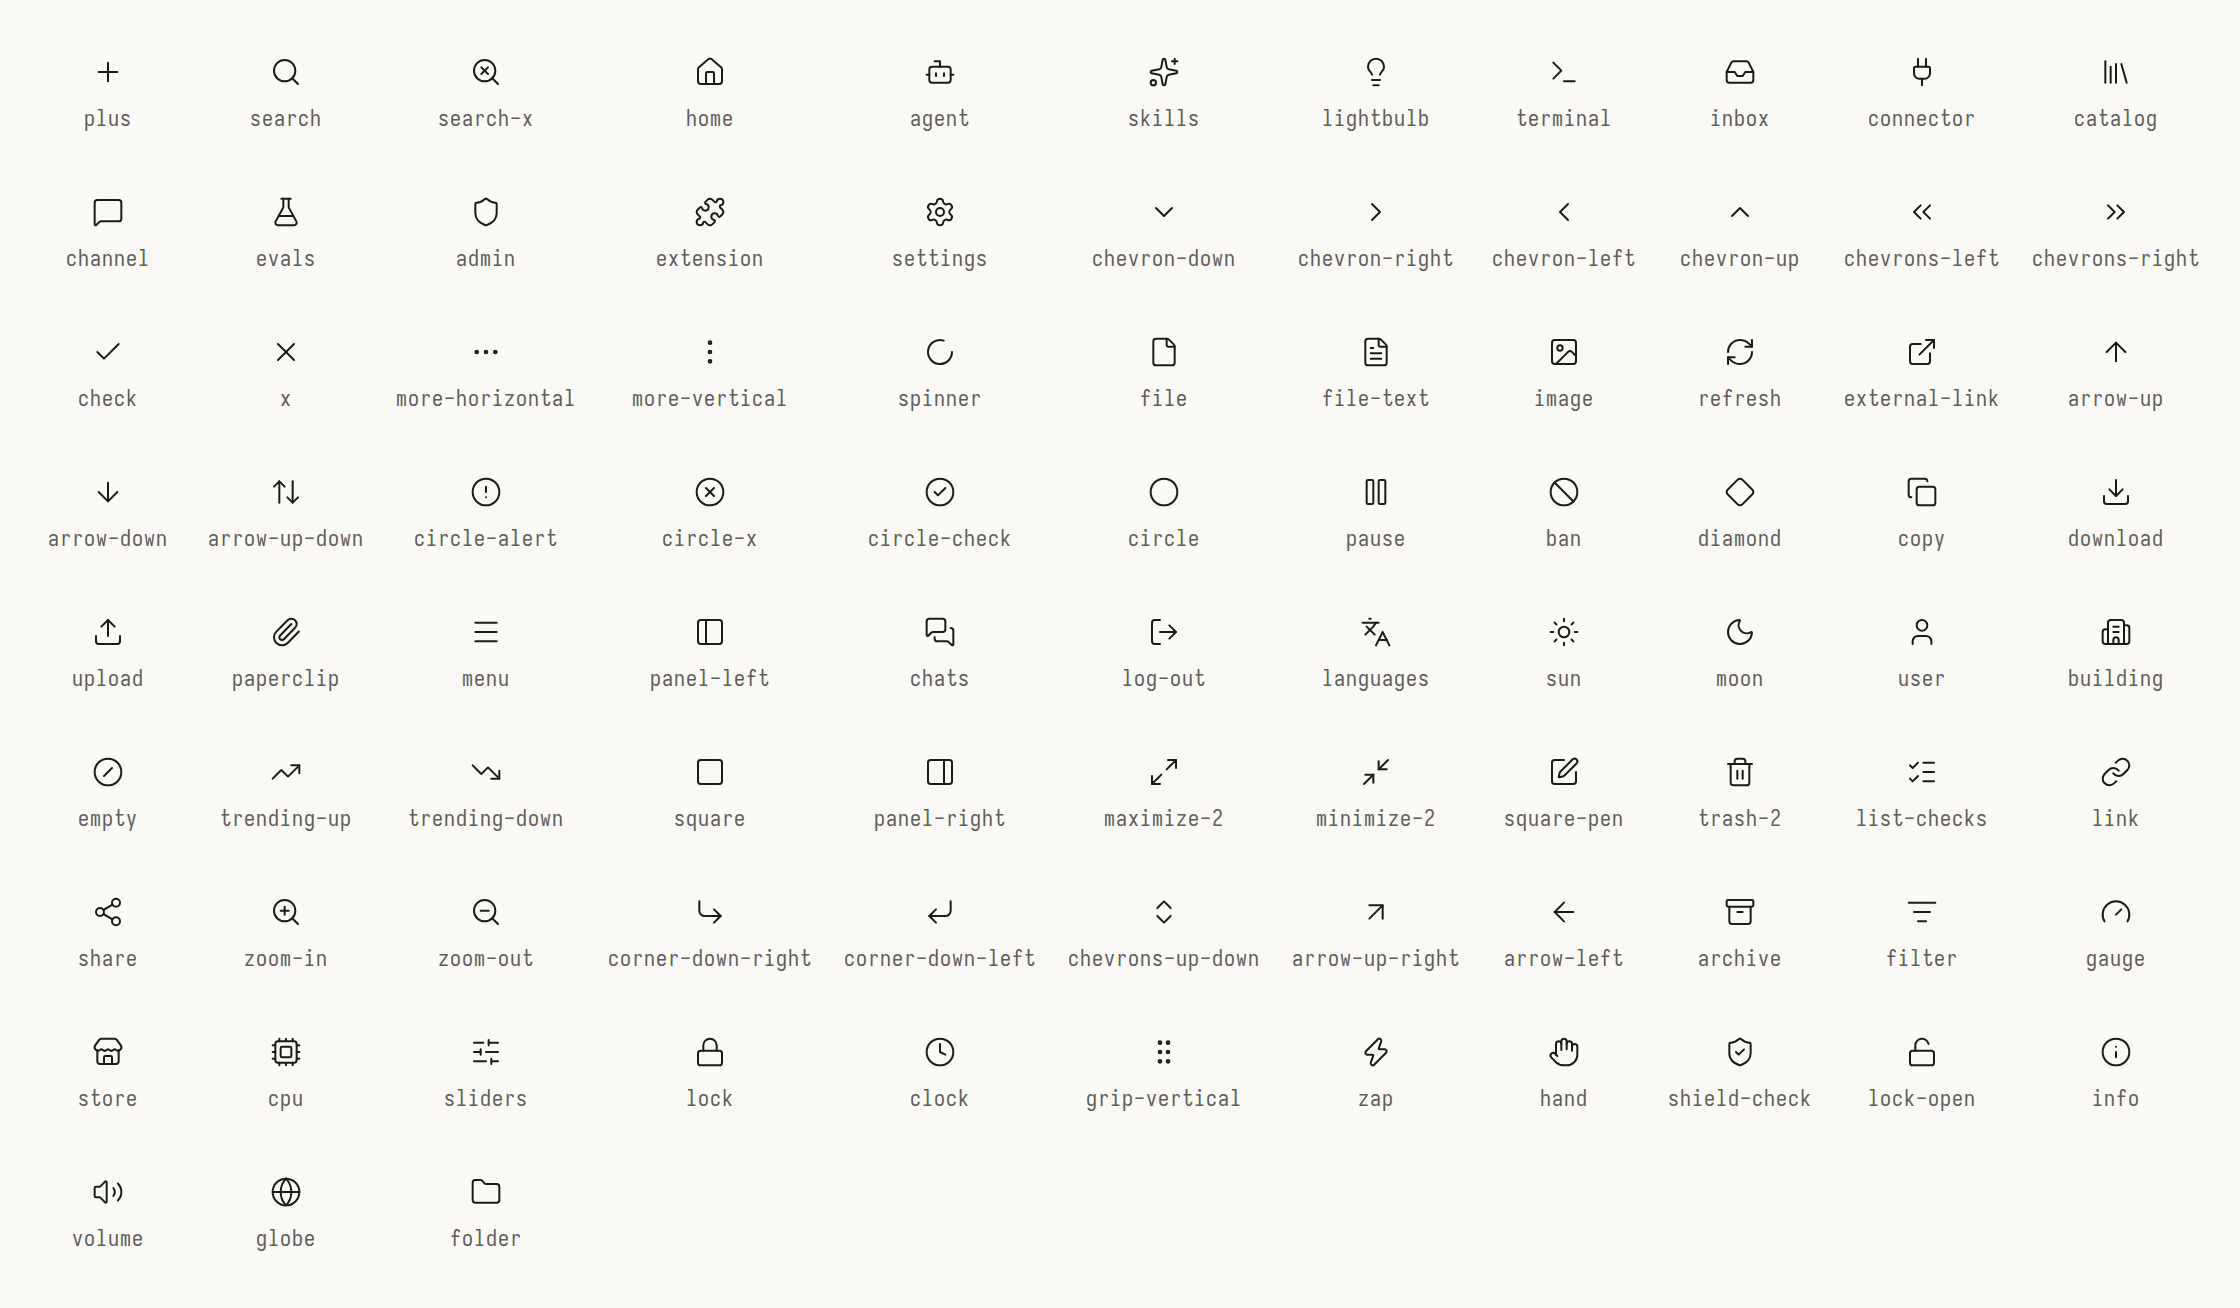 plus search search-x home agent skills lightbulb terminal inbox connector catalog
channel evals admin extension settings chevron-down chevron-right chevron-left chevron-up chevrons-left chevrons-right
check x more-horizontal more-vertical spinner file file-text image refresh external-link arrow-up
arrow-down arrow-up-down circle-alert circle-x circle-check circle pause ban diamond copy download
upload paperclip menu panel-left chats log-out languages sun moon user building
empty trending-up trending-down square panel-right maximize-2 minimize-2 square-pen trash-2 list-checks link
share zoom-in zoom-out corner-down-right corner-down-left chevrons-up-down arrow-up-right arrow-left archive filter gauge
store cpu sliders lock clock grip-vertical zap hand shield-check lock-open info
volume globe folder